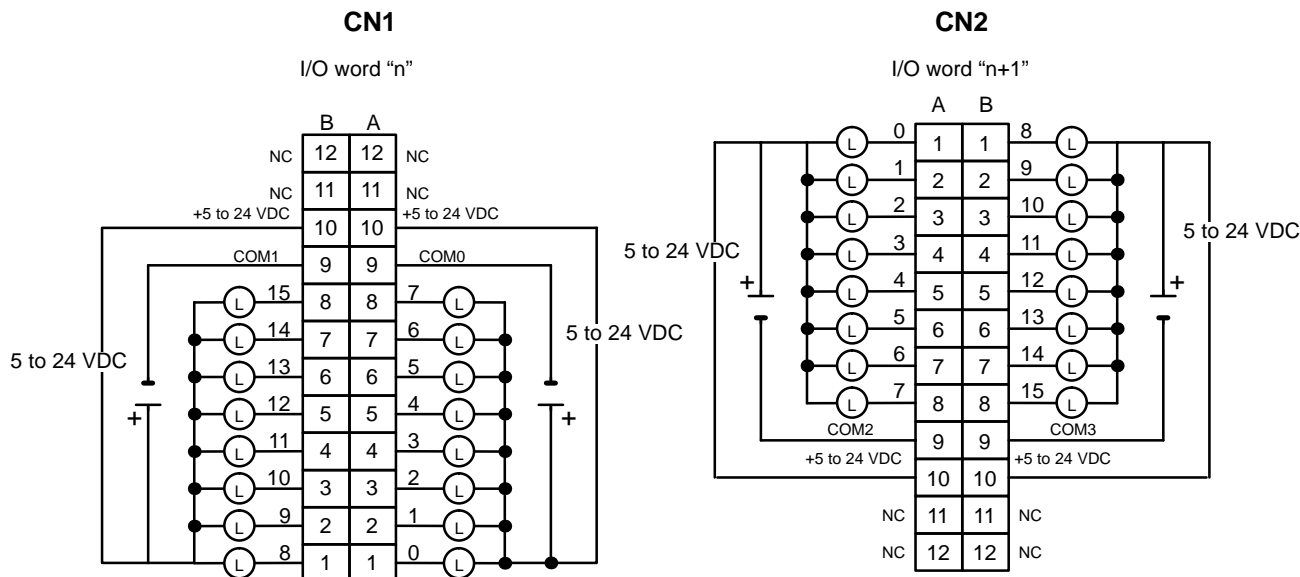 CN1
I/O word “n”
B A
NC 12 12 NC
NC 11 11 NC
+5 to 24 VDC 10 10 +5 to 24 VDC
COM1 9 9 COM0
L 15 8 8 7 L
L 14 7 7 6 L
5 to 24 VDC 5 to 24 VDC
L 13 6 6 5 L
+ L 12 5 5 4 L +
L 11 4 4 3 L
L 10 3 3 2 L
L 9 2 2 1 L
L 8 1 1 0 L
CN2
I/O word “n+1”
A B
L 0 1 1 8 L
L 1 2 2 9 L
L 2 3 3 10 L
5 to 24 VDC L 3 4 4 11 L 5 to 24 VDC
+ L 4 5 5 12 L +
L 5 6 6 13 L
L 6 7 7 14 L
L 7 8 8 15 L
COM2 9 9 COM3
+5 to 24 VDC 10 10 +5 to 24 VDC
NC 11 11 NC
NC 12 12 NC